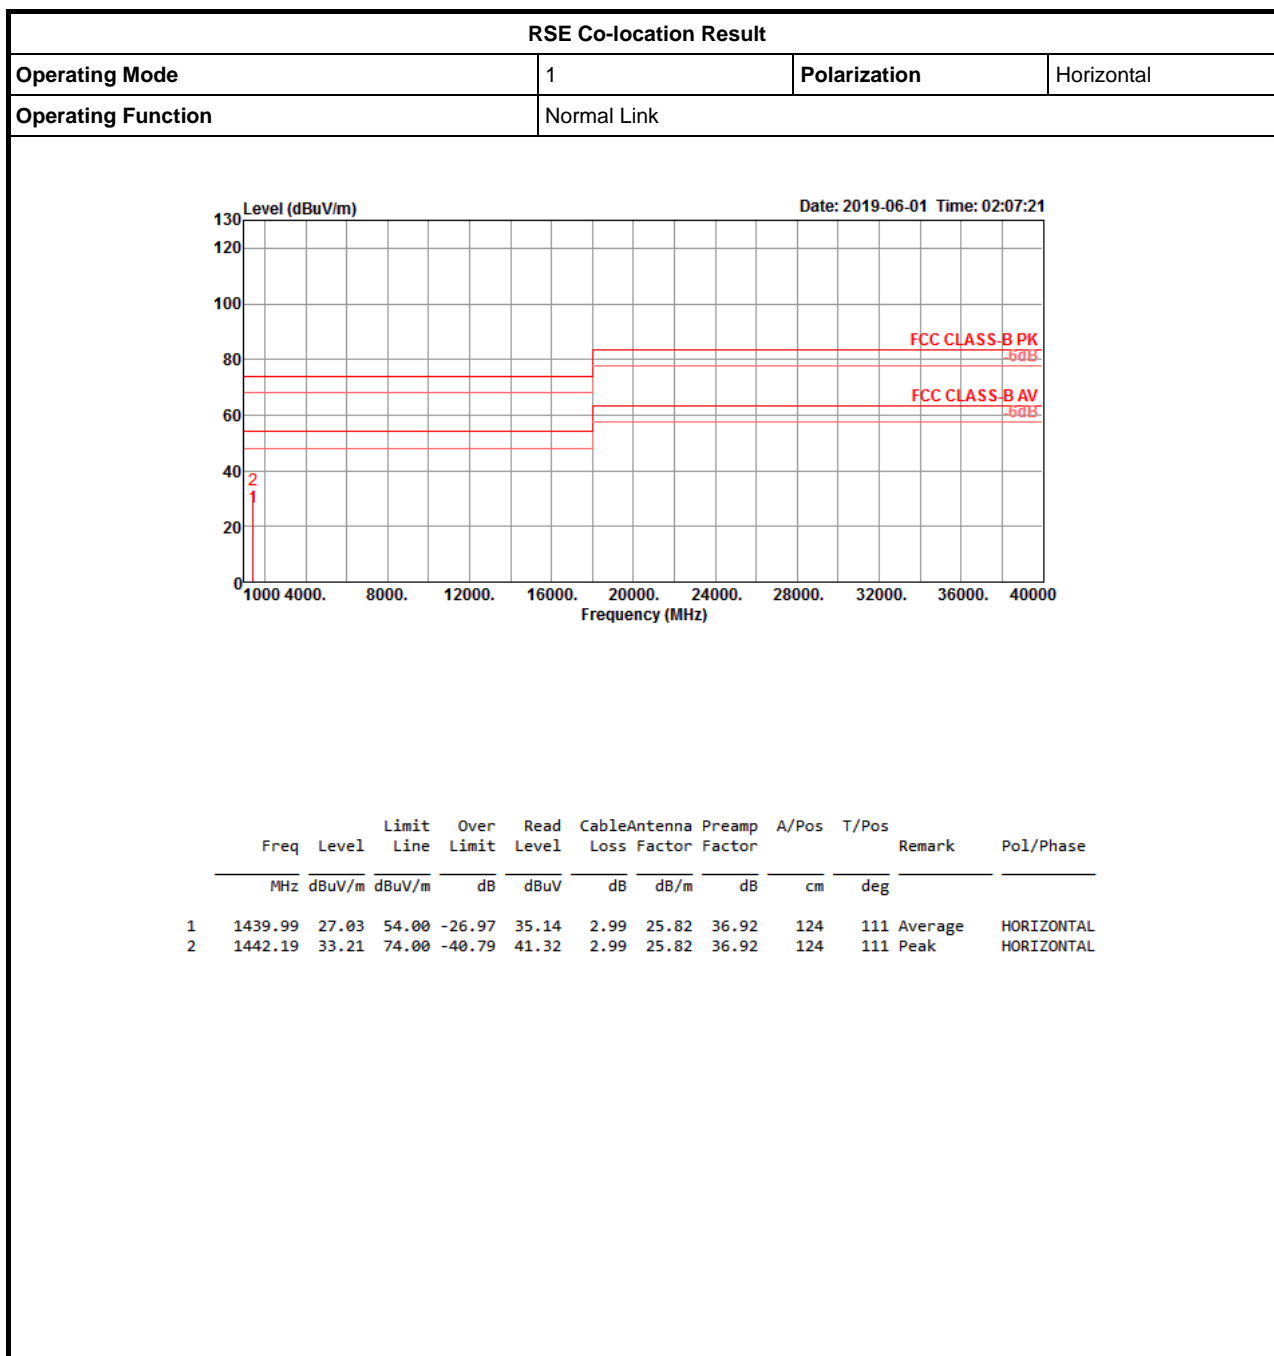 RSE Co-location Result
Operating Mode 1 Polarization Horizontal
Operating Function Normal Link
Level (dBuV/m) Date: 2019-06-01 Time: 02:07:21
130
120
100
80
60
40
20
0
FCC CLASS-B PK
-6dB
FCC CLASS-B AV
-6dB
2
1
1000 4000. 8000. 12000. 16000. 20000. 24000. 28000. 32000. 36000. 40000
Frequency (MHz)
Limit Over Read CableAntenna Preamp A/Pos T/Pos
Freq Level Line Limit Level Loss Factor Factor Remark Pol/Phase
MHz dBuV/m dBuV/m dB dBuV dB dB/m dB cm deg
1 1439.99 27.03 54.00 -26.97 35.14 2.99 25.82 36.92 124 111 Average HORIZONTAL
2 1442.19 33.21 74.00 -40.79 41.32 2.99 25.82 36.92 124 111 Peak HORIZONTAL